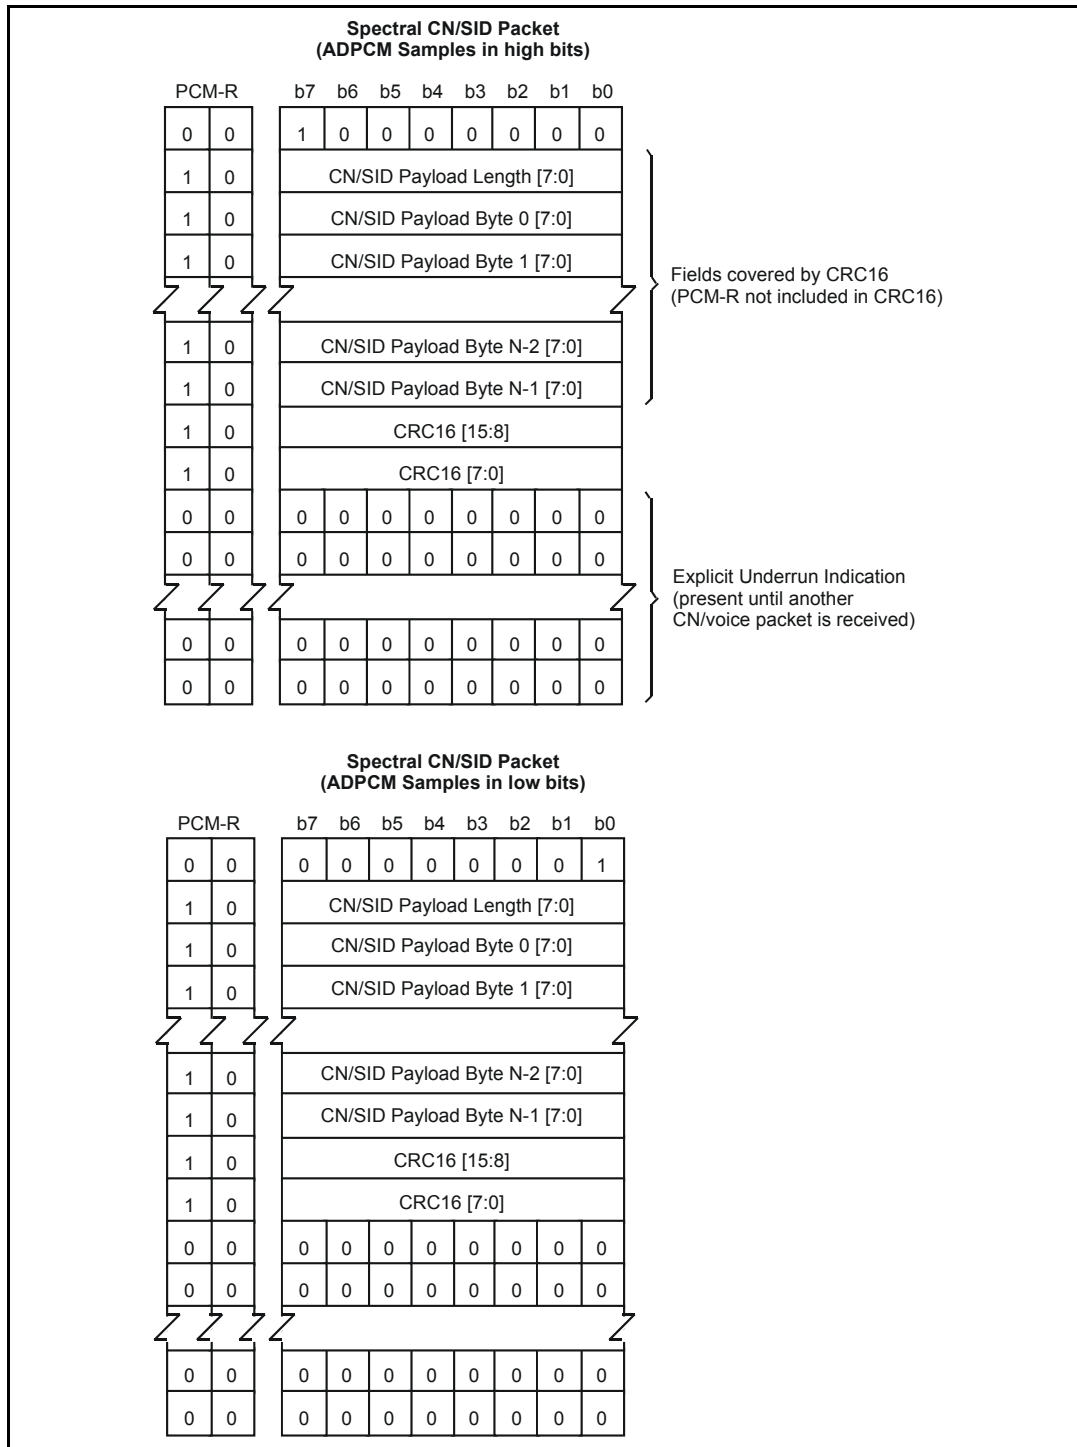 Spectral CN/SID Packet
(ADPCM Samples in high bits)
PCM-R b7 b6 b5 b4 b3 b2 b1 b0
0 0 1 0 0 0 0 0 0 0
1 0 CN/SID Payload Length [7:0]
1 0 CN/SID Payload Byte 0 [7:0]
1 0 CN/SID Payload Byte 1 [7:0]
Fields covered by CRC16
(PCM-R not included in CRC16)
1 0 CN/SID Payload Byte N-2 [7:0]
1 0 CN/SID Payload Byte N-1 [7:0]
1 0 CRC16 [15:8]
1 0 CRC16 [7:0]
0 0 0 0 0 0 0 0 0 0
0 0 0 0 0 0 0 0 0 0
Explicit Underrun Indication
(present until another
CN/voice packet is received)
0 0 0 0 0 0 0 0 0 0
0 0 0 0 0 0 0 0 0 0
Spectral CN/SID Packet
(ADPCM Samples in low bits)
PCM-R b7 b6 b5 b4 b3 b2 b1 b0
0 0 0 0 0 0 0 0 0 1
1 0 CN/SID Payload Length [7:0]
1 0 CN/SID Payload Byte 0 [7:0]
1 0 CN/SID Payload Byte 1 [7:0]
1 0 CN/SID Payload Byte N-2 [7:0]
1 0 CN/SID Payload Byte N-1 [7:0]
1 0 CRC16 [15:8]
1 0 CRC16 [7:0]
0 0 0 0 0 0 0 0 0 0
0 0 0 0 0 0 0 0 0 0
0 0 0 0 0 0 0 0 0 0
0 0 0 0 0 0 0 0 0 0